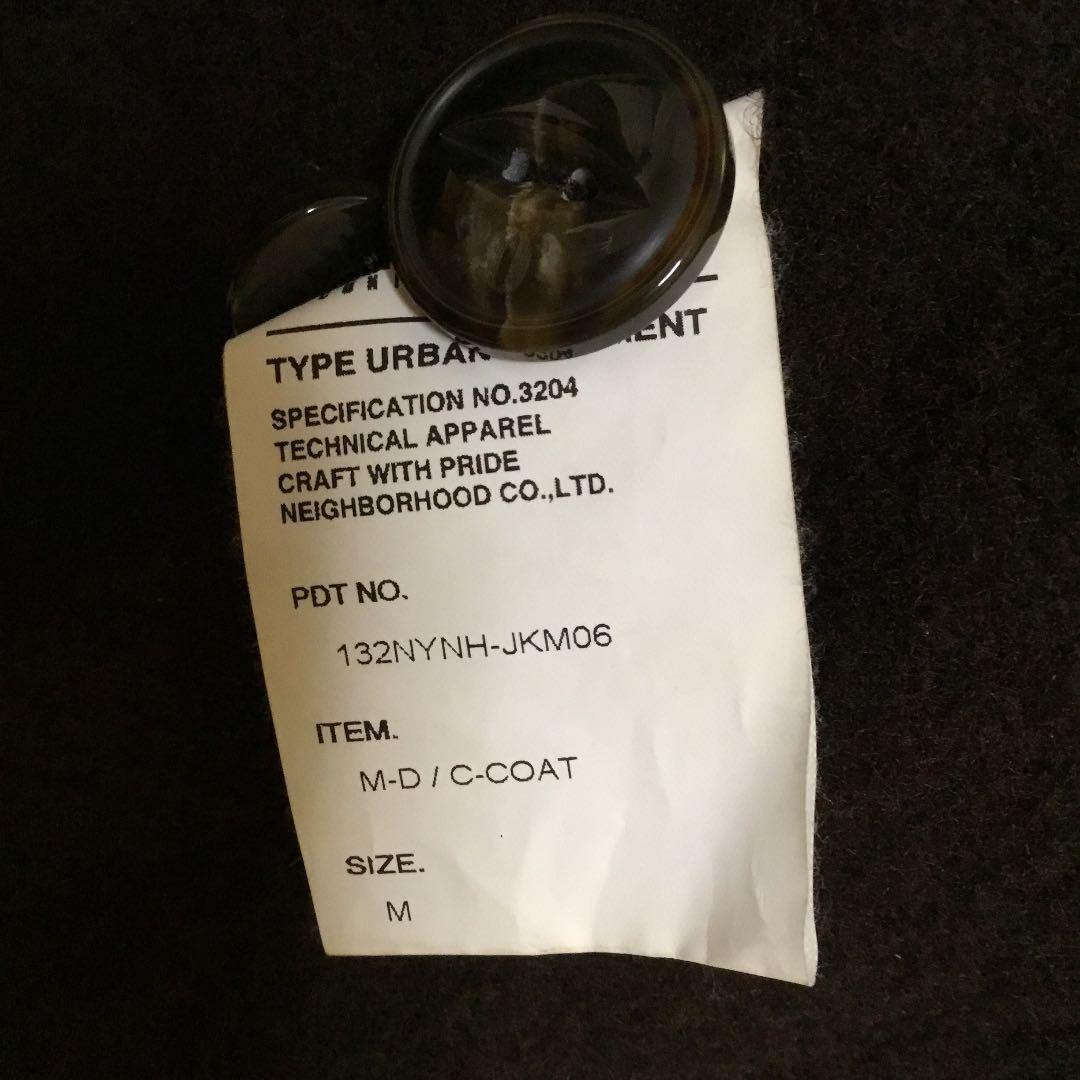 TYPE URBAN
SPECIFICATION NO.3204
TECHNICAL APPAREL
CRAFT WITH PRIDE
NEIGHBORHOOD CO.,LTD.
PDT NO.
132NYNH-JKM06
ITEM.
M-D / C-COAT
SIZE.
M